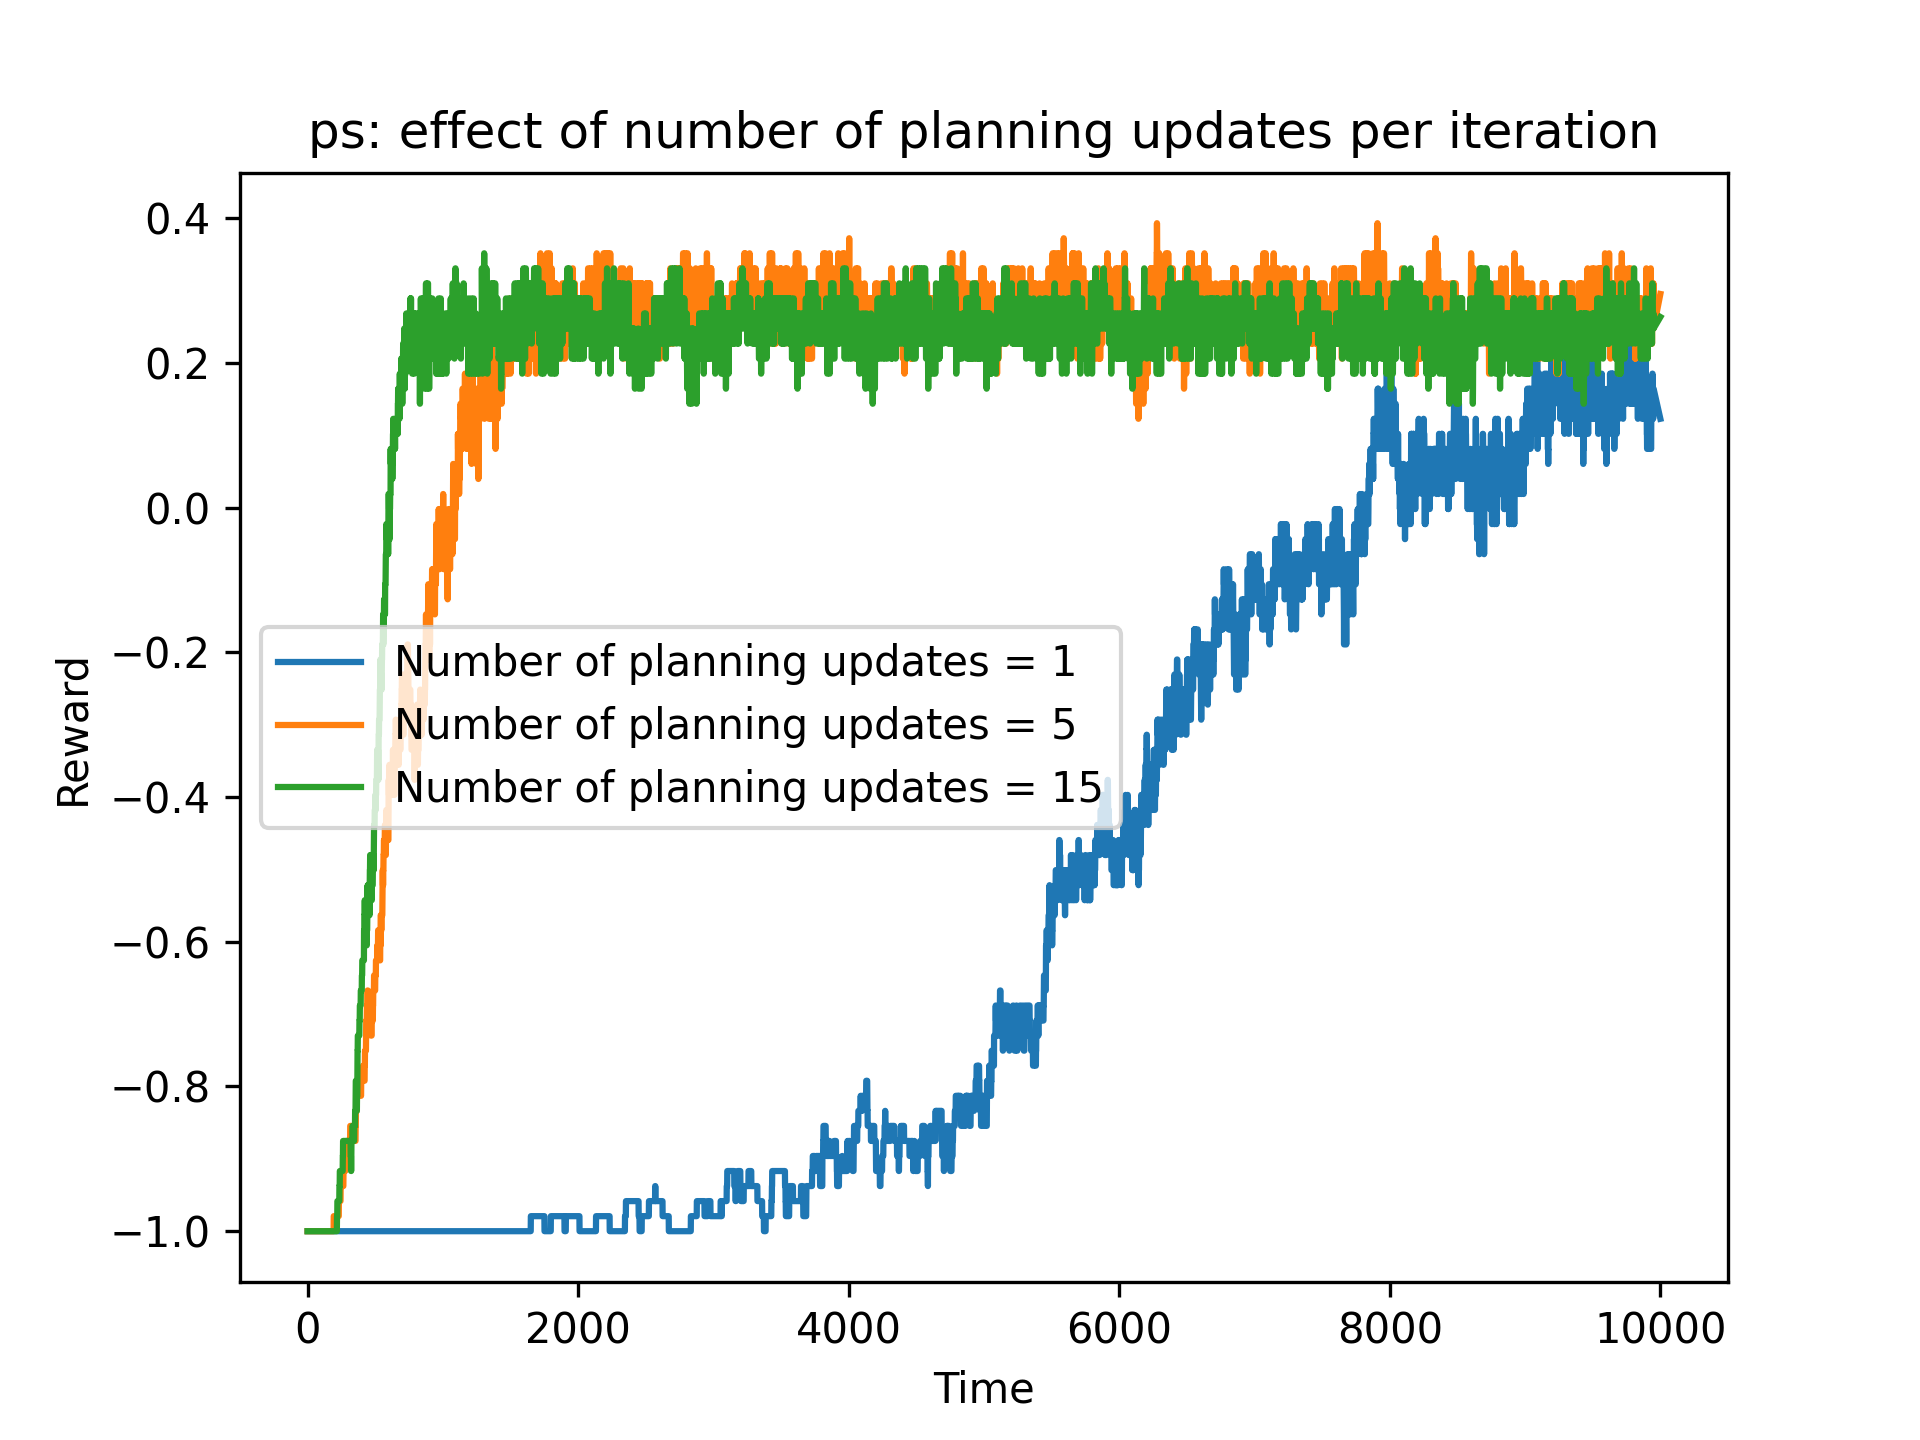 ps: effect of number of planning updates per iteration
0.4
0.2
0.0
−0.2
−0.4
−0.6
−0.8
−1.0
Reward
Number of planning updates = 1
Number of planning updates = 5
Number of planning updates = 15
0 2000 4000 6000 8000 10000
Time